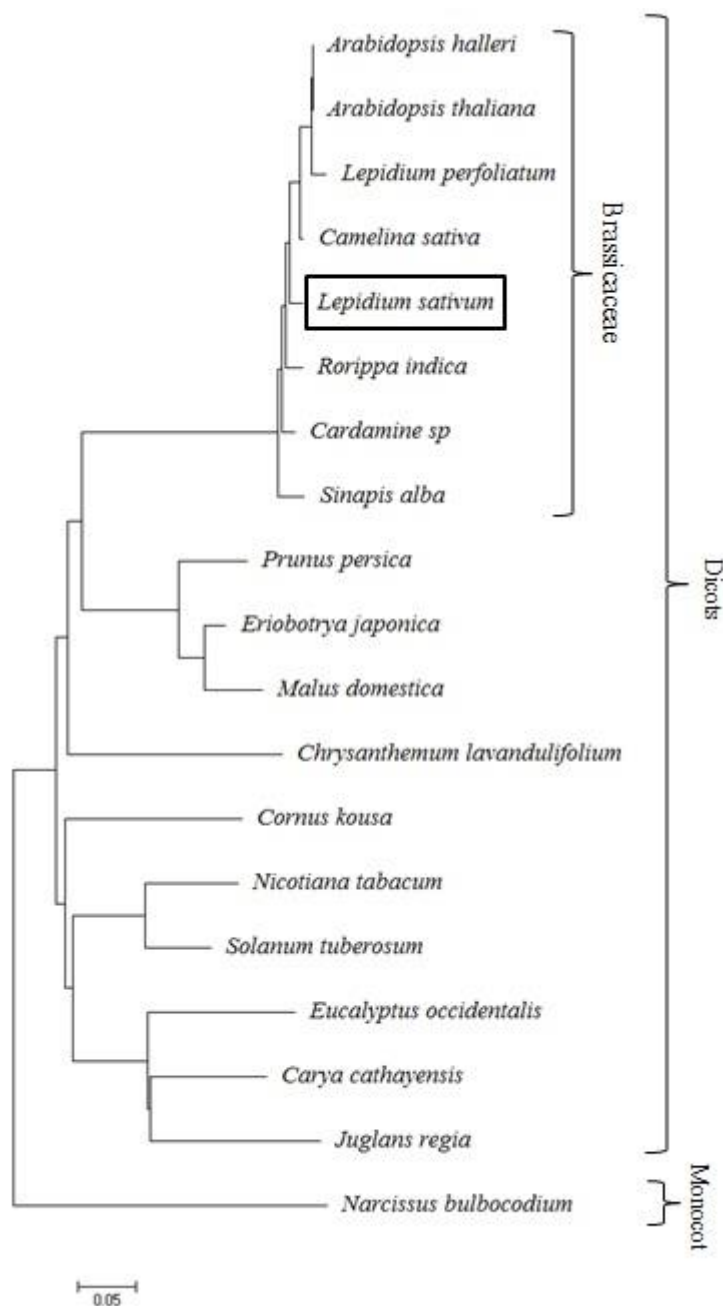 Arabidopsis halleri
Arabidopsis thaliana
Lepidium perfoliatum
Camelina sativa
Lepidium sativum
Rorippa indica
Cardamine sp
Sinapis alba
Brassicaceae
Prunus persica
Eriobotrya japonica
Malus domestica
Chrysanthemum lavandulifolium
Cornus kousa
Nicotiana tabacum
Solanum tuberosum
Eucalyptus occidentalis
Carya cathayensis
Juglans regia
Dicots
Narcissus bulbocodium
Monocot
0.05